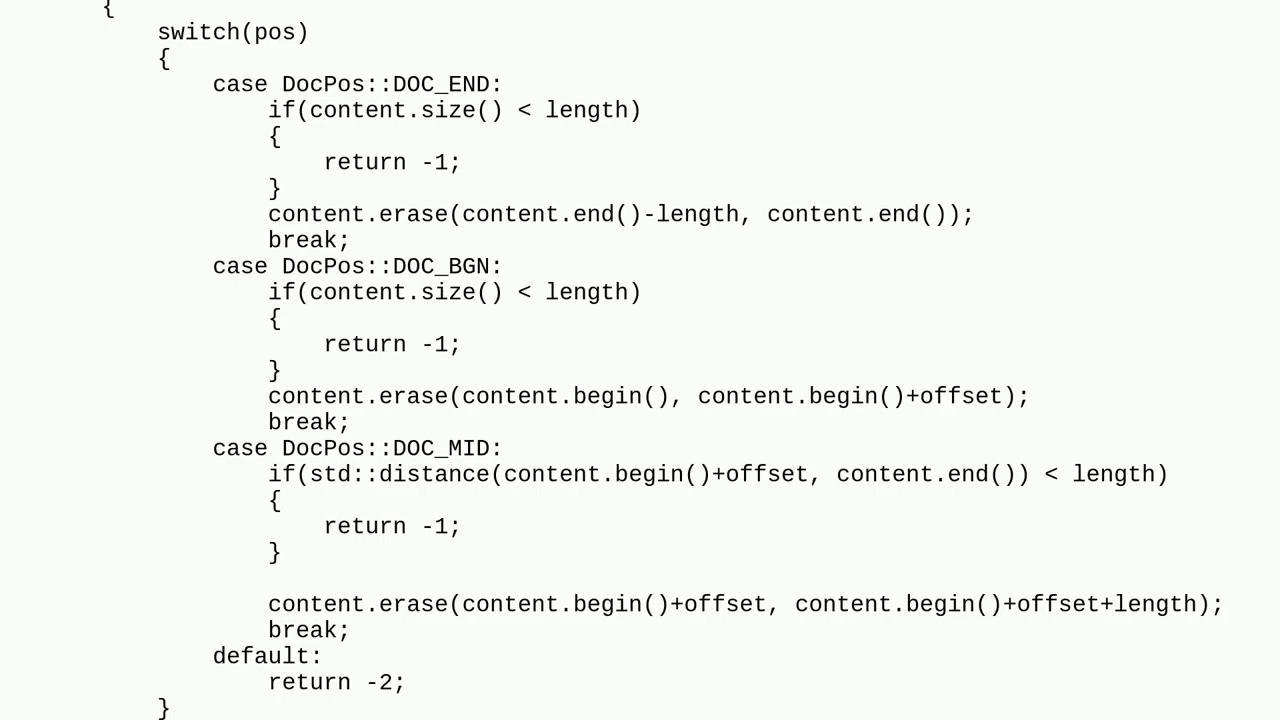 {
switch(pos)
{
case DocPos::DOC_END:
if(content.size() < length)
{
return -1;
}
content.erase(content.end()-length, content.end());
break;
case DocPos::DOC_BGN:
if(content.size() < length)
{
return -1;
}
content.erase(content.begin(), content.begin()+offset);
break;
case DocPos::DOC_MID:
if(std::distance(content.begin()+offset, content.end()) < length)
{
return -1;
}
content.erase(content.begin()+offset, content.begin()+offset+length);
break;
default:
return -2;
}